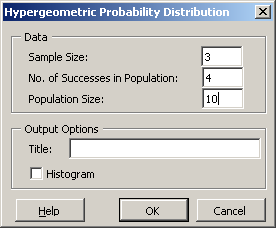 Hypergeometric Probability Distribution
Data
Sample Size: 3
No. of Successes in Population: 4
Population Size: 10
Output Options
Title:
Histogram
Help OK Cancel